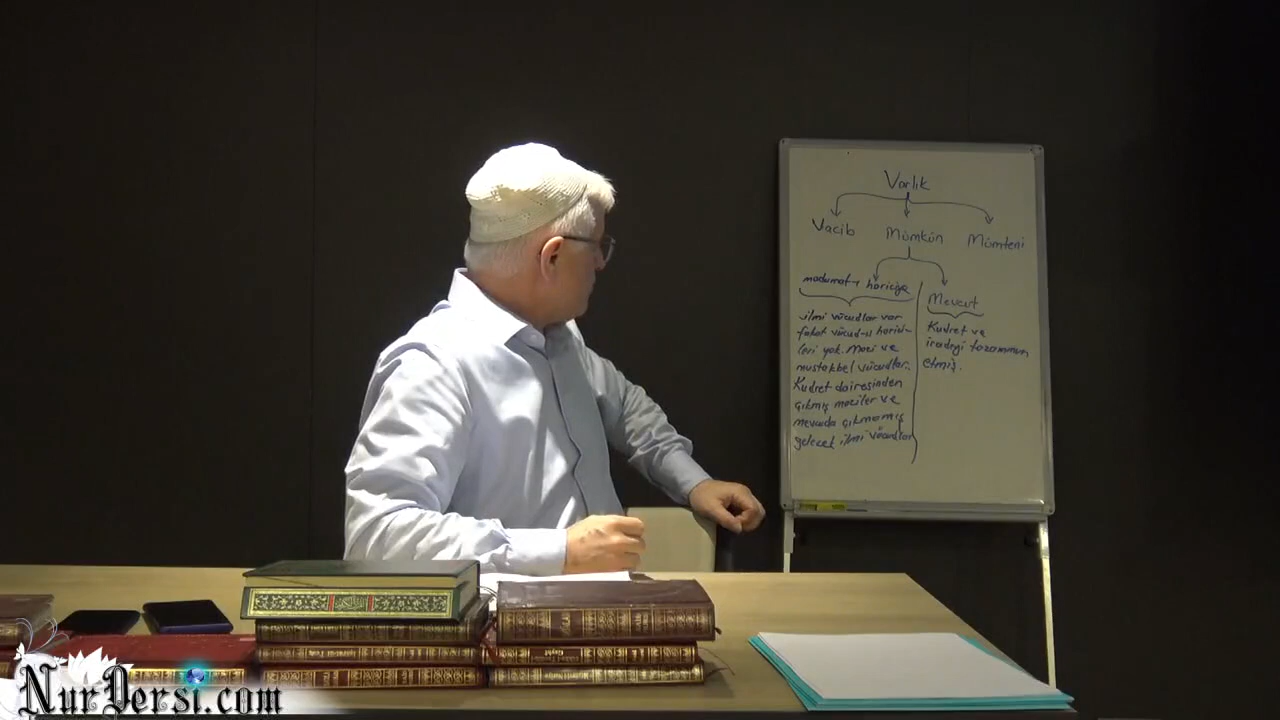 Varlık
Vacib Mümkün Mümteni
madumat-ı hariciye
ilmi vücudlar var
fakat vücud-u harici-
leri yok. Mazi ve
mustakbel vücudlar..
Kudret dairesinden
çıkmış maziler ve
mevcuda çıkmamış
gelecek ilmi vücudlar
Mevcut
Kudret ve
iradeyi tazammun
etmiş.
NurDersi.com